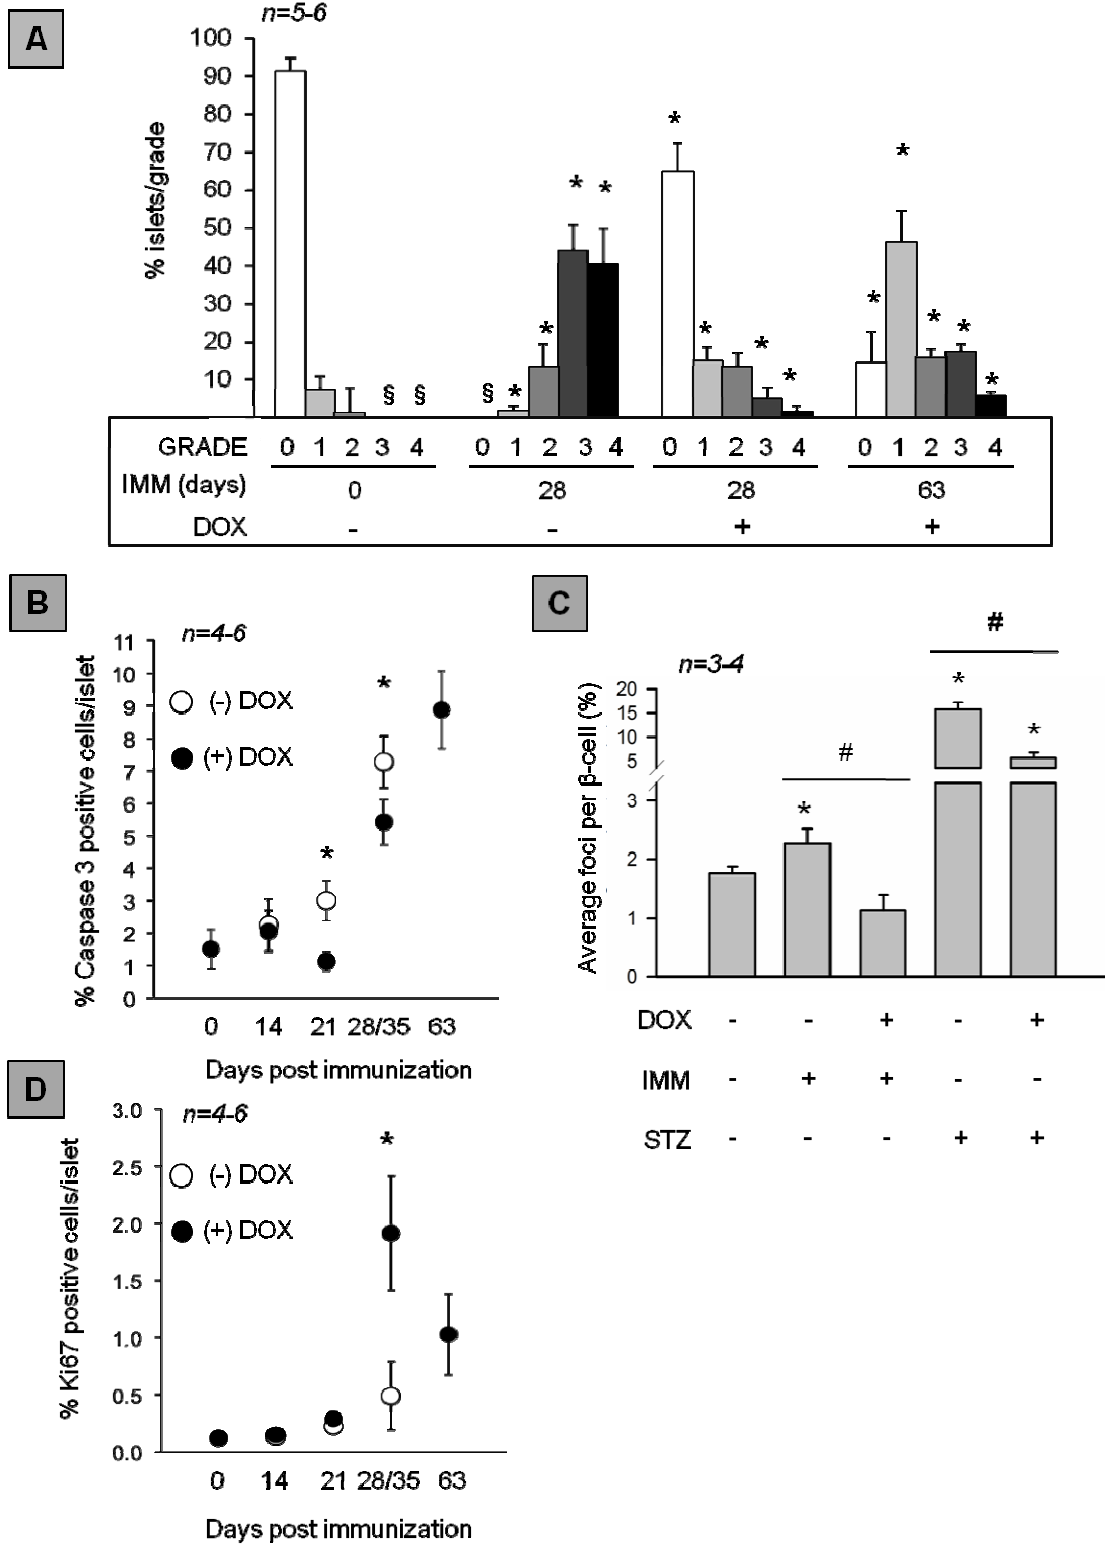 A
n=5-6
% islets/grade
100
90
80
70
60
50
40
30
20
10
* * * * * * * * * * * * *
§ § §
GRADE 0 1 2 3 4 0 1 2 3 4 0 1 2 3 4 0 1 2 3 4
IMM (days) 0 28 28 63
DOX - - + +
B
n=4-6
% Caspase 3 positive cells/islet
11
10
9
8
7
6
5
4
3
2
1
0
(-) DOX
(+) DOX
*
*
0 14 21 28/35 63
Days post immunization
C
n=3-4
Average foci per β-cell (%)
20
15
10
5
3
2
1
0
#
#
*
*
*
DOX - - + - +
IMM - + + - -
STZ - - - + +
D
n=4-6
% Ki67 positive cells/islet
3.0
2.5
2.0
1.5
1.0
0.5
0.0
(-) DOX
(+) DOX
*
0 14 21 28/35 63
Days post immunization